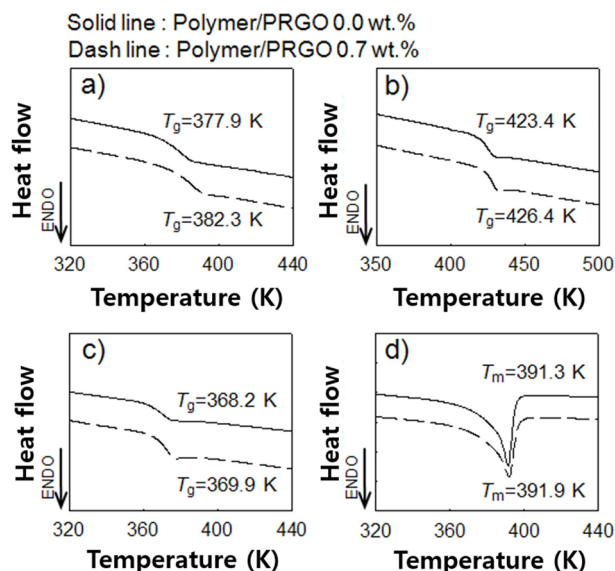 Solid line : Polymer/PRGO 0.0 wt.%
Dash line : Polymer/PRGO 0.7 wt.%
a)
Tg=377.9 K
Tg=382.3 K
Heat flow
ENDO
320 360 400 440
Temperature (K)
b)
Tg=423.4 K
Tg=426.4 K
Heat flow
ENDO
350 400 450 500
Temperature (K)
c)
Tg=368.2 K
Tg=369.9 K
Heat flow
ENDO
320 360 400 440
Temperature (K)
d)
Tm=391.3 K
Tm=391.9 K
Heat flow
ENDO
320 360 400 440
Temperature (K)